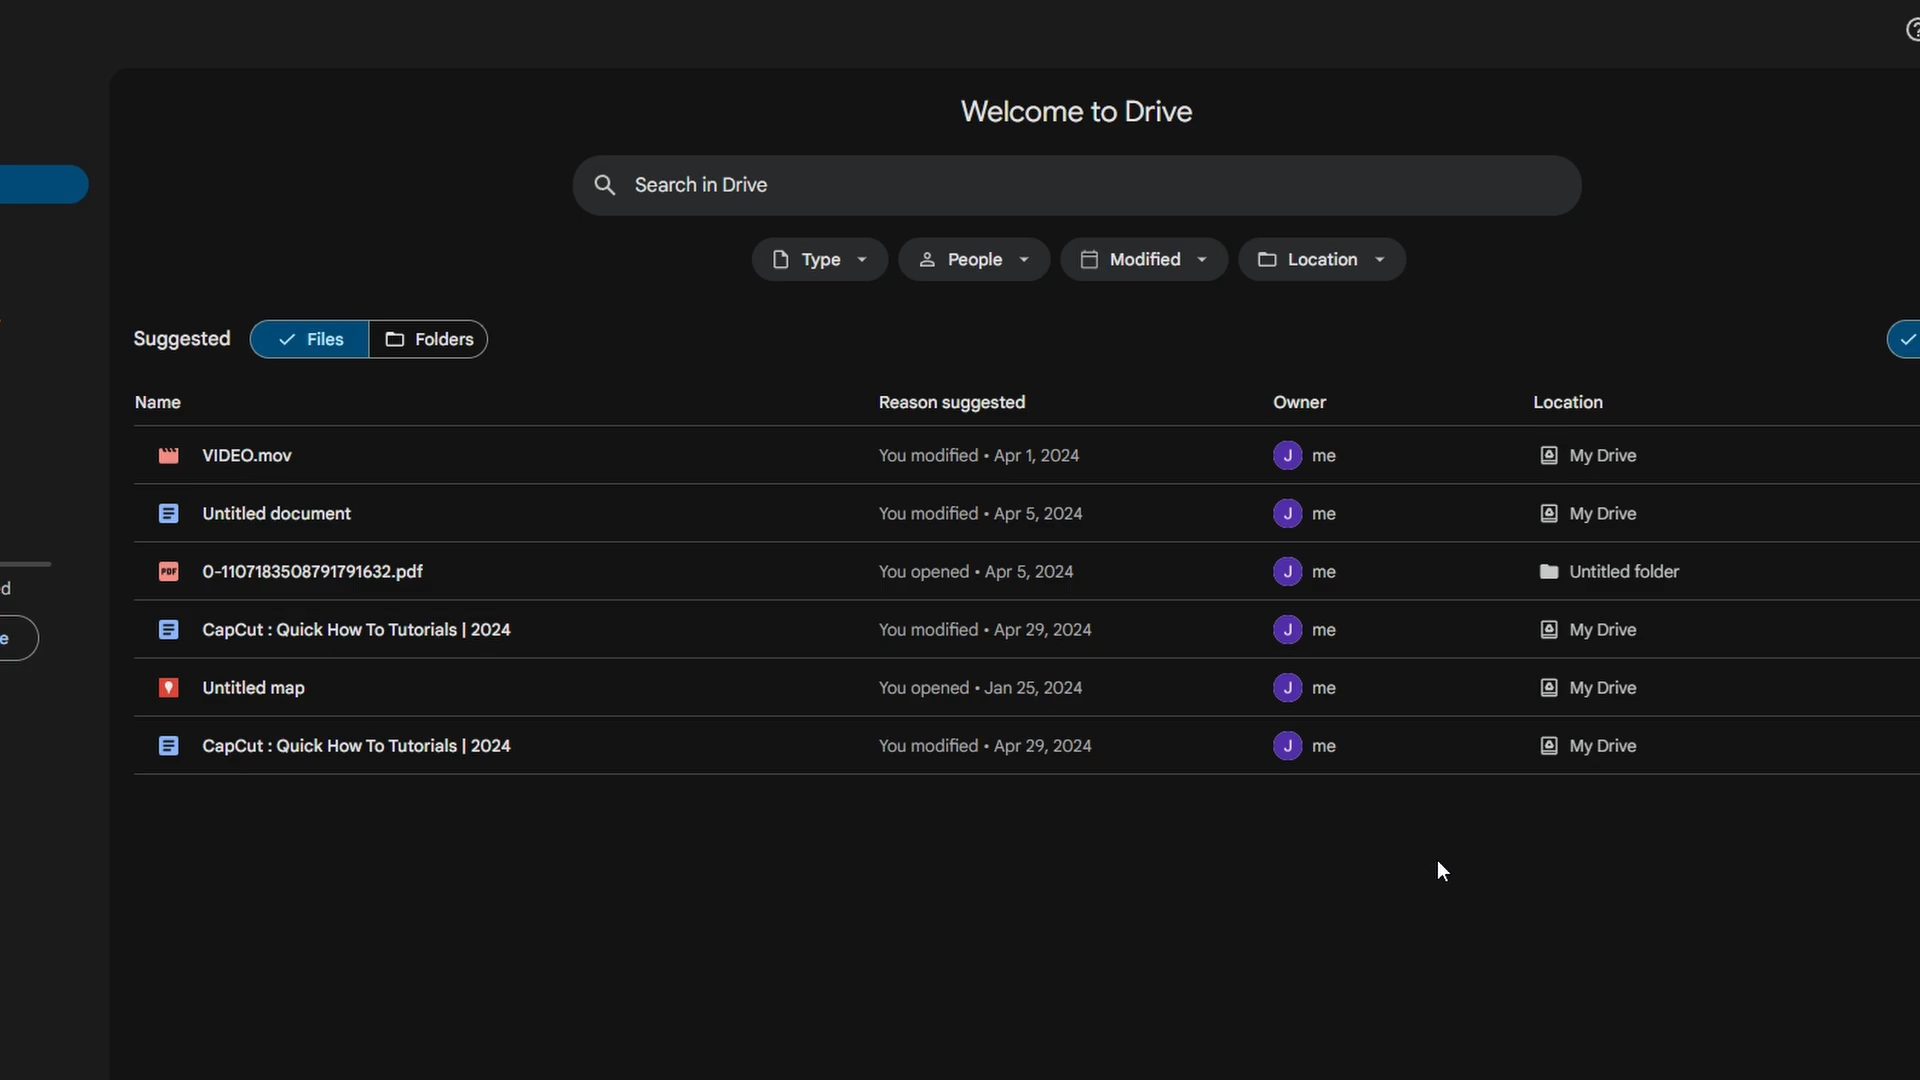 Welcome to Drive
Search in Drive
Type People Modified Location
Suggested Files Folders
Name Reason suggested Owner Location
VIDEO.mov You modified • Apr 1, 2024 J me My Drive
Untitled document You modified • Apr 5, 2024 J me My Drive
PDF 0-1107183508791791632.pdf You opened • Apr 5, 2024 J me Untitled folder
d
CapCut : Quick How To Tutorials | 2024 You modified • Apr 29, 2024 J me My Drive
e
Untitled map You opened • Jan 25, 2024 J me My Drive
CapCut : Quick How To Tutorials | 2024 You modified • Apr 29, 2024 J me My Drive